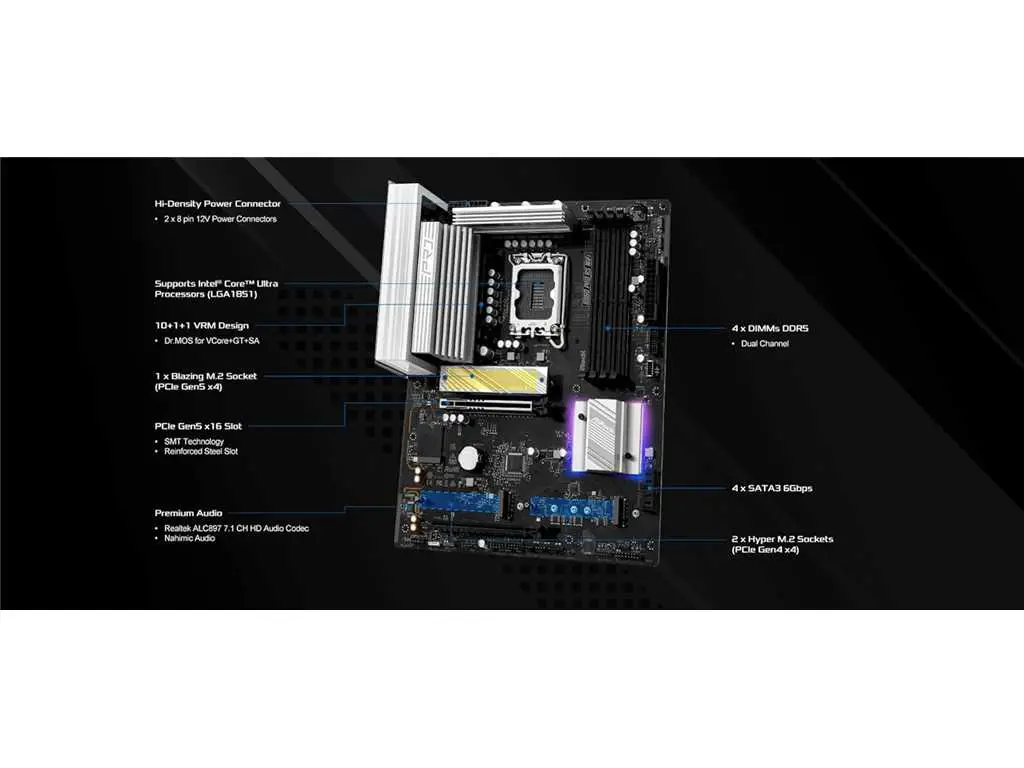 Hi-Density Power Connector
• 2 x 8 pin 12V Power Connectors
Supports Intel® Core™ Ultra
Processors (LGA1851)
10+1+1 VRM Design
• Dr.MOS for VCore+GT+SA
1 x Blazing M.2 Socket
(PCIe Gen5 x4)
PCIe Gen5 x16 Slot
• SMT Technology
• Reinforced Steel Slot
Premium Audio
• Realtek ALC897 7.1 CH HD Audio Codec
• Nahimic Audio
4 x DIMMs DDR5
• Dual Channel
4 x SATA3 6Gbps
2 x Hyper M.2 Sockets
(PCIe Gen4 x4)
PRO